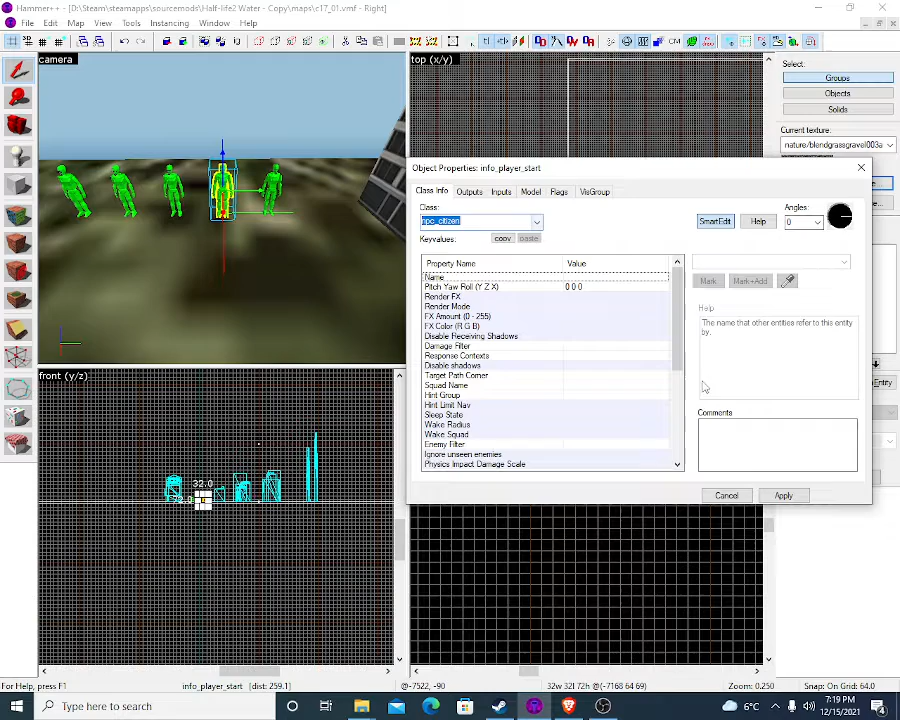 Hammer++ - [D:\Steam\steamapps\sourcemods\Half-life2 Water - Copy\maps\c17_01.vmf - Right]
File Edit Map View Tools Instancing Window Help
camera
top (x/y)
Select:
Groups
Objects
Solids
Current texture:
nature/blendgrassgravel003a
Object Properties: info_player_start
Class Info Outputs Inputs Model Flags VisGroup
Class:
npc_citizen
SmartEdit Help
Angles:
0
Keyvalues: copy paste
Property Name Value
Name
Pitch Yaw Roll (Y Z X) 0 0 0
Render FX
Render Mode
FX Amount (0 - 255)
FX Color (R G B)
Disable Receiving Shadows
Damage Filter
Response Contexts
Disable shadows
Target Path Corner
Squad Name
Hint Group
Hint Limit Nav
Sleep State
Wake Radius
Wake Squad
Enemy Filter
Ignore unseen enemies
Physics Impact Damage Scale
Mark Mark+Add
Help
The name that other entities refer to this entity
by.
Comments
Cancel Apply
Entity
front (y/z)
32.0
For Help, press F1
info_player_start [dist: 259.1]
@-7522, -90
32w 32l 72h @(-7168 64 69)
Zoom: 0.250
Snap: On Grid: 64.0
Type here to search
6°C
7:19 PM
12/15/2021
4